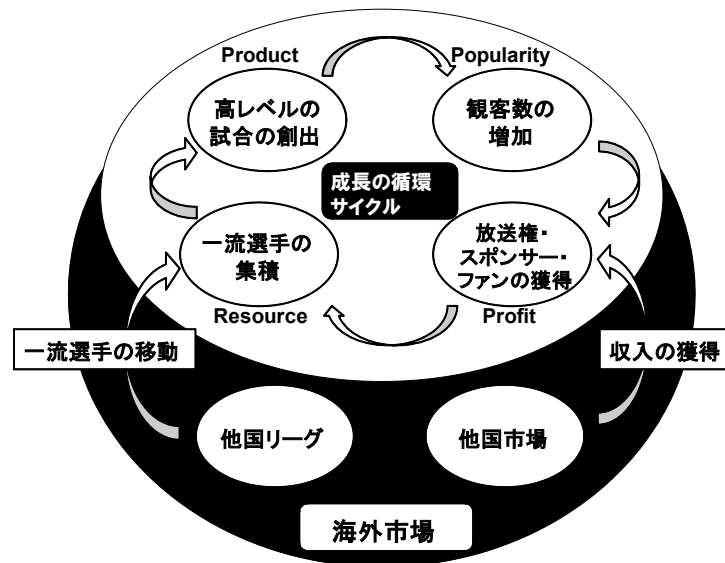 Product
Popularity
高レベルの
試合の創出
観客数の
増加
成長の循環
サイクル
一流選手の
集積
放送権・
スポンサー・
ファンの獲得
Resource
Profit
一流選手の移動
収入の獲得
他国リーグ
他国市場
海外市場